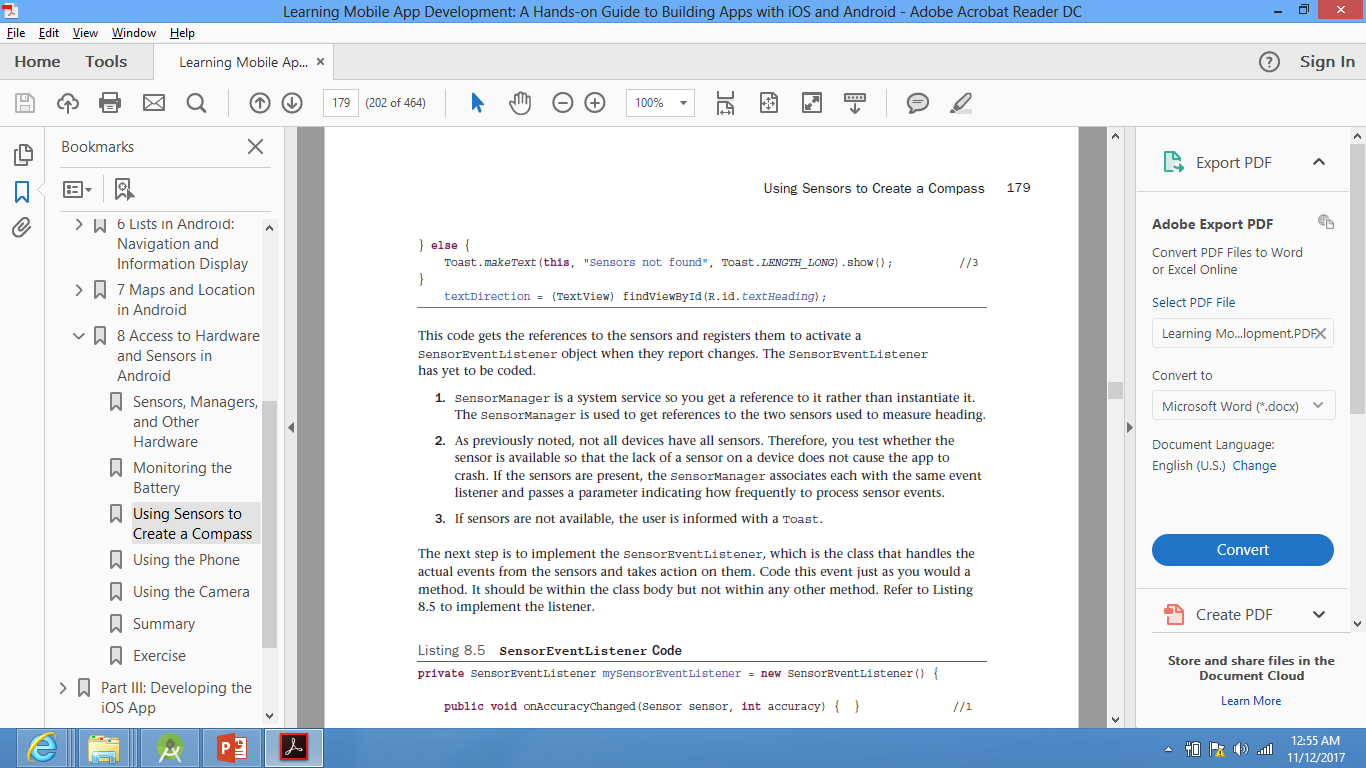 Learning Mobile App Development: A Hands-on Guide to Building Apps with iOS and Android - Adobe Acrobat Reader DC
File Edit View Window Help
Home Tools Learning Mobile Ap... × Sign In
179 (202 of 464) 100%
Bookmarks
6 Lists in Android:
Navigation and
Information Display
7 Maps and Location
in Android
8 Access to Hardware
and Sensors in
Android
Sensors, Managers,
and Other
Hardware
Monitoring the
Battery
Using Sensors to
Create a Compass
Using the Phone
Using the Camera
Summary
Exercise
Part III: Developing the
iOS App
Using Sensors to Create a Compass 179
} else {
Toast.makeText(this, "Sensors not found", Toast.LENGTH_LONG).show(); //3
}
textDirection = (TextView) findViewById(R.id.textHeading);
This code gets the references to the sensors and registers them to activate a
SensorEventListener object when they report changes. The SensorEventListener
has yet to be coded.
1. SensorManager is a system service so you get a reference to it rather than instantiate it.
The SensorManager is used to get references to the two sensors used to measure heading.
2. As previously noted, not all devices have all sensors. Therefore, you test whether the
sensor is available so that the lack of a sensor on a device does not cause the app to
crash. If the sensors are present, the SensorManager associates each with the same event
listener and passes a parameter indicating how frequently to process sensor events.
3. If sensors are not available, the user is informed with a Toast.
The next step is to implement the SensorEventListener, which is the class that handles the
actual events from the sensors and takes action on them. Code this event just as you would a
method. It should be within the class body but not within any other method. Refer to Listing
8.5 to implement the listener.
Listing 8.5 SensorEventListener Code
private SensorEventListener mySensorEventListener = new SensorEventListener() {
public void onAccuracyChanged(Sensor sensor, int accuracy) { } //1
Export PDF
Adobe Export PDF
Convert PDF Files to Word
or Excel Online
Select PDF File
Learning Mo...lopment.PDF
Convert to
Microsoft Word (*.docx)
Document Language:
English (U.S.) Change
Convert
Create PDF
Store and share files in the
Document Cloud
Learn More
12:55 AM
11/12/2017